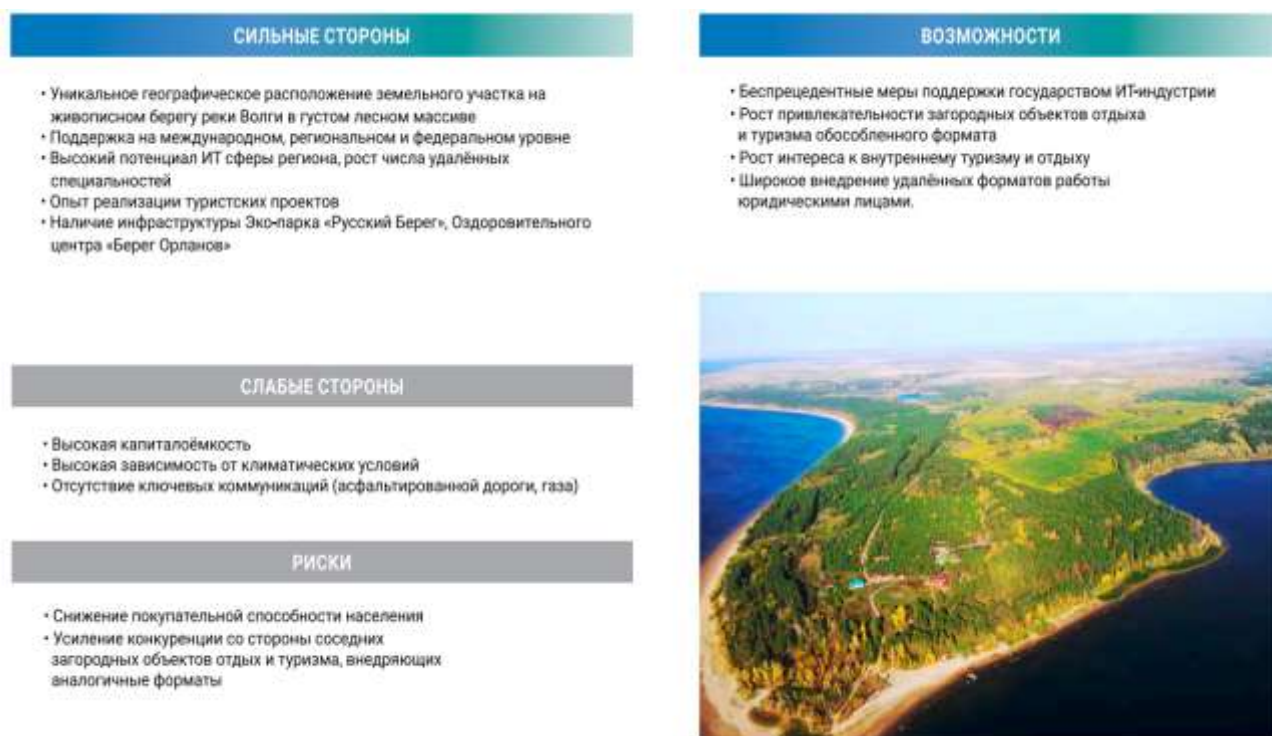 СИЛЬНЫЕ СТОРОНЫ
• Уникальное географическое расположение земельного участка на
живописном берегу реки Волги в густом лесном массиве
• Поддержка на международном, региональном и федеральном уровне
• Высокий потенциал ИТ сферы региона, рост числа удалённых
специальностей
• Опыт реализации туристских проектов
• Наличие инфраструктуры Эко-парка «Русский Берег», Оздоровительного
центра «Берег Орланов»
СЛАБЫЕ СТОРОНЫ
• Высокая капиталоёмкость
• Высокая зависимость от климатических условий
• Отсутствие ключевых коммуникаций (асфальтированной дороги, газа)
РИСКИ
• Снижение покупательной способности населения
• Усиление конкуренции со стороны соседних
загородных объектов отдых и туризма, внедряющих
аналогичные форматы
ВОЗМОЖНОСТИ
• Беспрецедентные меры поддержки государством ИТ-индустрии
• Рост привлекательности загородных объектов отдыха
и туризма обособленного формата
• Рост интереса к внутреннему туризму и отдыху
• Широкое внедрение удалённых форматов работы
юридическими лицами.